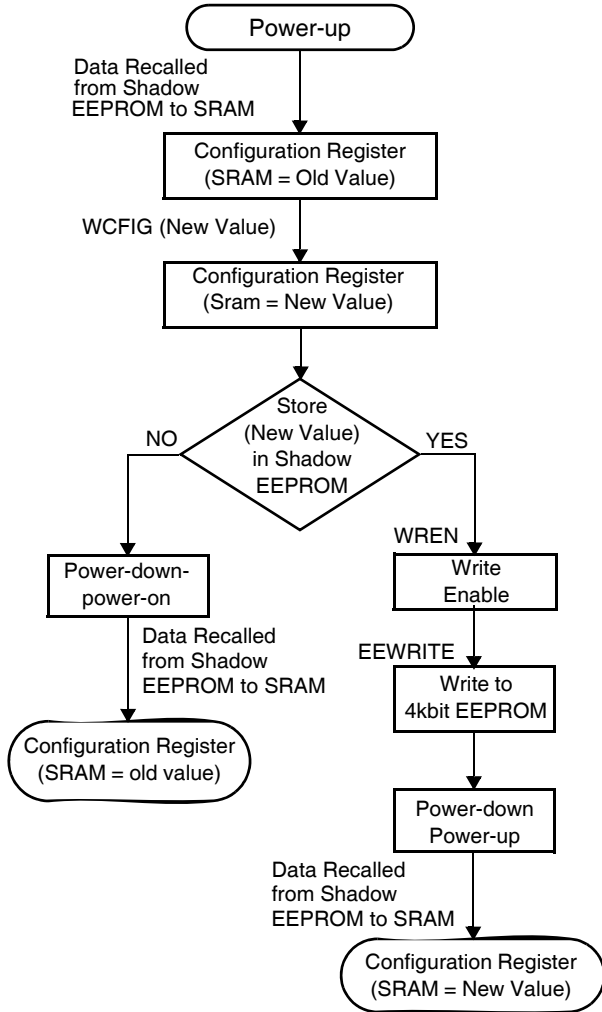 Power-up
Data Recalled
from Shadow
EEPROM to SRAM
Configuration Register
(SRAM = Old Value)
WCFIG (New Value)
Configuration Register
(Sram = New Value)
Store
(New Value)
in Shadow
EEPROM
NO
YES
Power-down-
power-on
Data Recalled
from Shadow
EEPROM to SRAM
Configuration Register
(SRAM = old value)
WREN
Write
Enable
EEWRITE
Write to
4kbit EEPROM
Power-down
Power-up
Data Recalled
from Shadow
EEPROM to SRAM
Configuration Register
(SRAM = New Value)